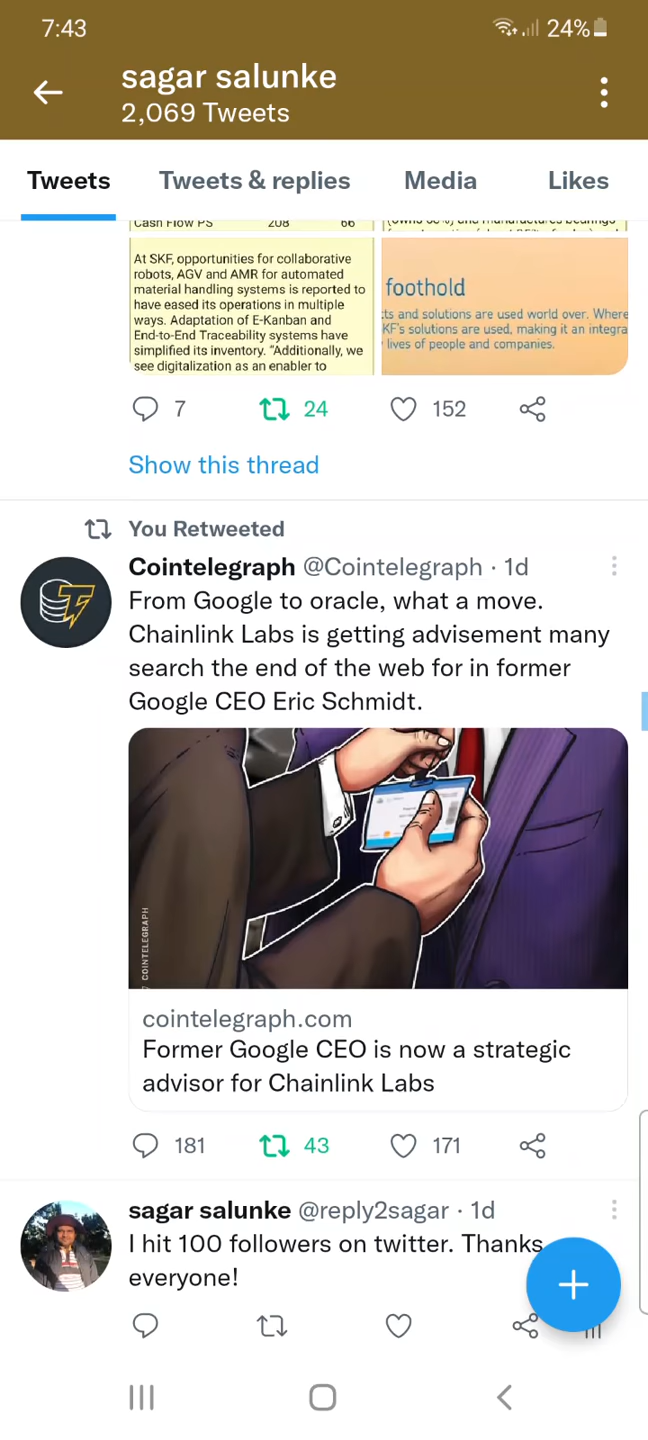 7:43
24%
sagar salunke
2,069 Tweets
Tweets
Tweets & replies
Media
Likes
Cash Flow PS 208 66
At SKF, opportunities for collaborative
robots, AGV and AMR for automated
material handling systems is reported to
have eased its operations in multiple
ways. Adaptation of E-Kanban and
End-to-End Traceability systems have
simplified its inventory. "Additionally, we
see digitalization as an enabler to
foothold
ts and solutions are used world over. Where
KF's solutions are used, making it an integra
lives of people and companies.
7
24
152
Show this thread
You Retweeted
Cointelegraph @Cointelegraph · 1d
From Google to oracle, what a move.
Chainlink Labs is getting advisement many
search the end of the web for in former
Google CEO Eric Schmidt.
COINTELEGRAPH
cointelegraph.com
Former Google CEO is now a strategic
advisor for Chainlink Labs
181
43
171
sagar salunke @reply2sagar · 1d
I hit 100 followers on twitter. Thanks
everyone!